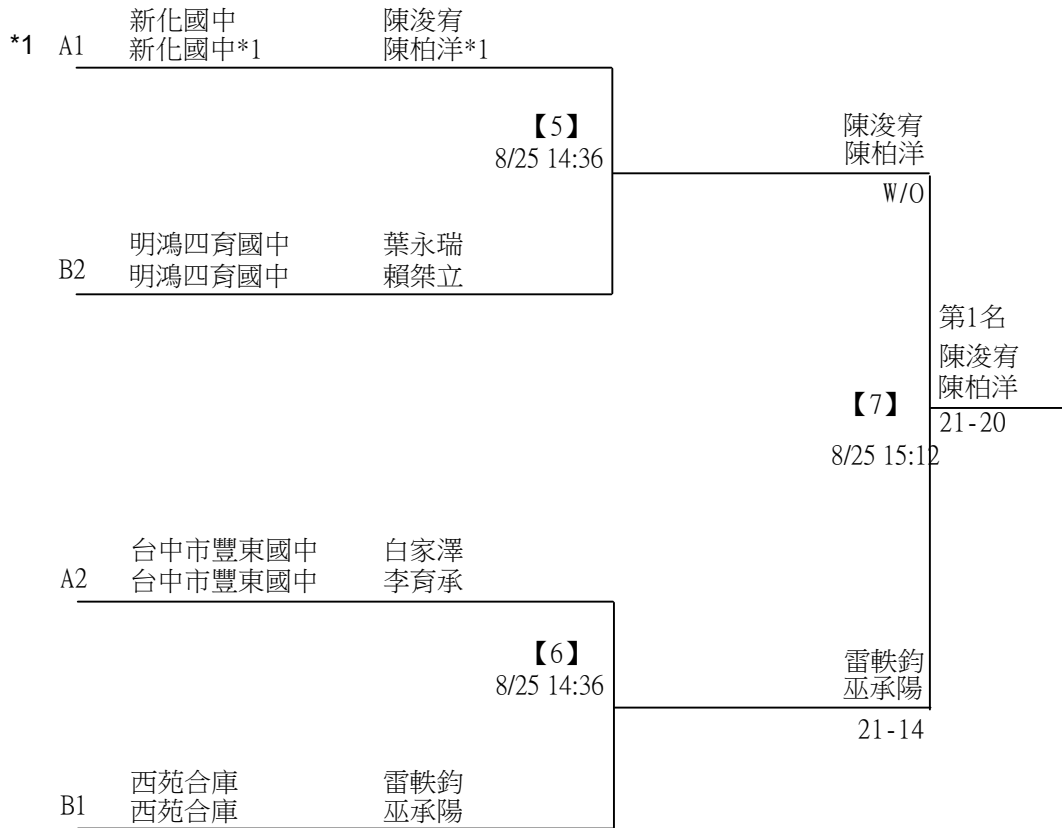 新化國中 陳浚宥
*1 A1 新化國中*1 陳柏洋*1
【5】 陳浚宥
8/25 14:36 陳柏洋
W/O
明鴻四育國中 葉永瑞
B2 明鴻四育國中 賴桀立
第1名
陳浚宥
陳柏洋
【7】
21-20
8/25 15:12
台中市豐東國中 白家澤
A2 台中市豐東國中 李育承
【6】 雷軼鈞
8/25 14:36 巫承陽
21-14
西苑合庫 雷軼鈞
B1 西苑合庫 巫承陽